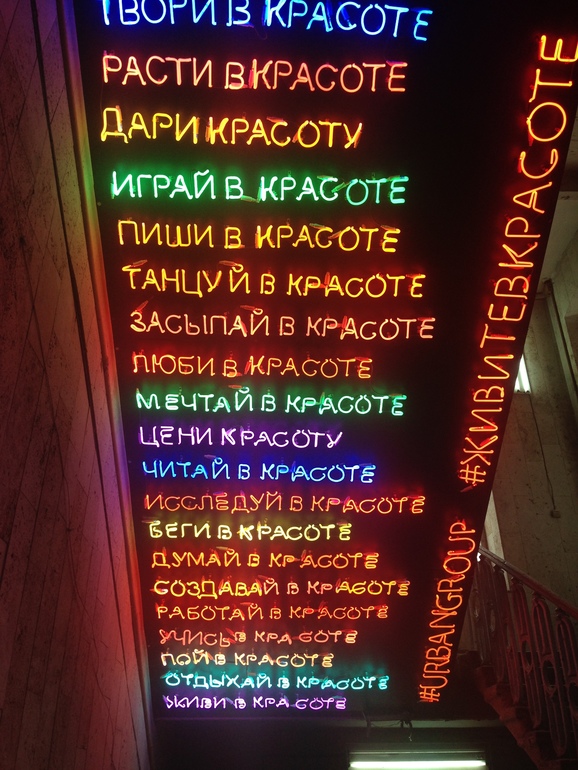 ТВОРИ В КРАСОТЕ
РАСТИ В КРАСОТЕ
ДАРИ КРАСОТУ
ИГРАЙ В КРАСОТЕ
ПИШИ В КРАСОТЕ
ТАНЦУЙ В КРАСОТЕ
ЗАСЫПАЙ В КРАСОТЕ
ЛЮБИ В КРАСОТЕ
МЕЧТАЙ В КРАСОТЕ
ЦЕНИ КРАСОТУ
ЧИТАЙ В КРАСОТЕ
ИССЛЕДУЙ В КРАСОТЕ
БЕГИ В КРАСОТЕ
ДУМАЙ В КРАСОТЕ
СОЗДАВАЙ В КРАСОТЕ
РАБОТАЙ В КРАСОТЕ
УЧИСЬ В КРАСОТЕ
ПОЙ В КРАСОТЕ
ОТДЫХАЙ В КРАСОТЕ
ЖИВИ В КРАСОТЕ
#ЖИВИТЕВКРАСОТЕ
#URBANGROUP